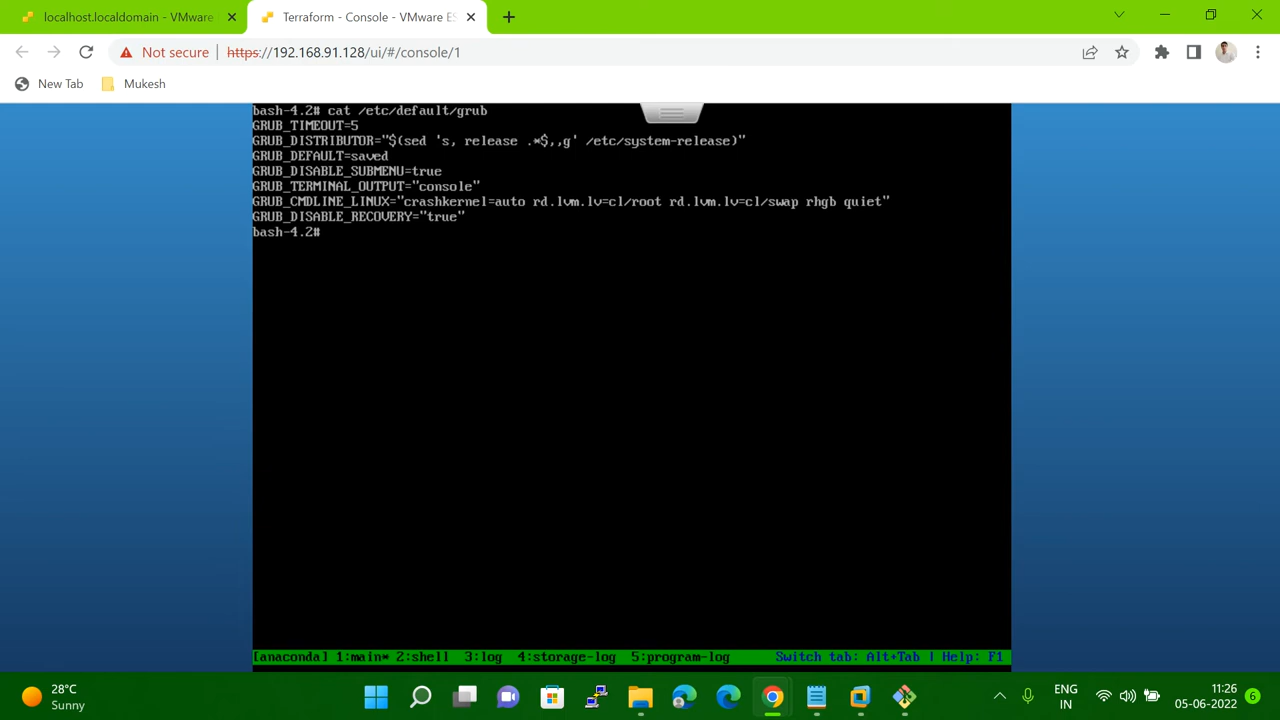 localhost.localdomain - VMware
Terraform - Console - VMware ES
Not secure
https://192.168.91.128/ui/#/console/1
New Tab
Mukesh
bash-4.2# cat /etc/default/grub
GRUB_TIMEOUT=5
GRUB_DISTRIBUTOR="$(sed 's, release .*$,,g' /etc/system-release)"
GRUB_DEFAULT=saved
GRUB_DISABLE_SUBMENU=true
GRUB_TERMINAL_OUTPUT="console"
GRUB_CMDLINE_LINUX="crashkernel=auto rd.lvm.lv=cl/root rd.lvm.lv=cl/swap rhgb quiet"
GRUB_DISABLE_RECOVERY="true"
bash-4.2#
[anaconda] 1:main* 2:shell  3:log  4:storage-log  5:program-log
Switch tab: Alt+Tab | Help: F1
28°C
Sunny
ENG
IN
11:26
05-06-2022
6